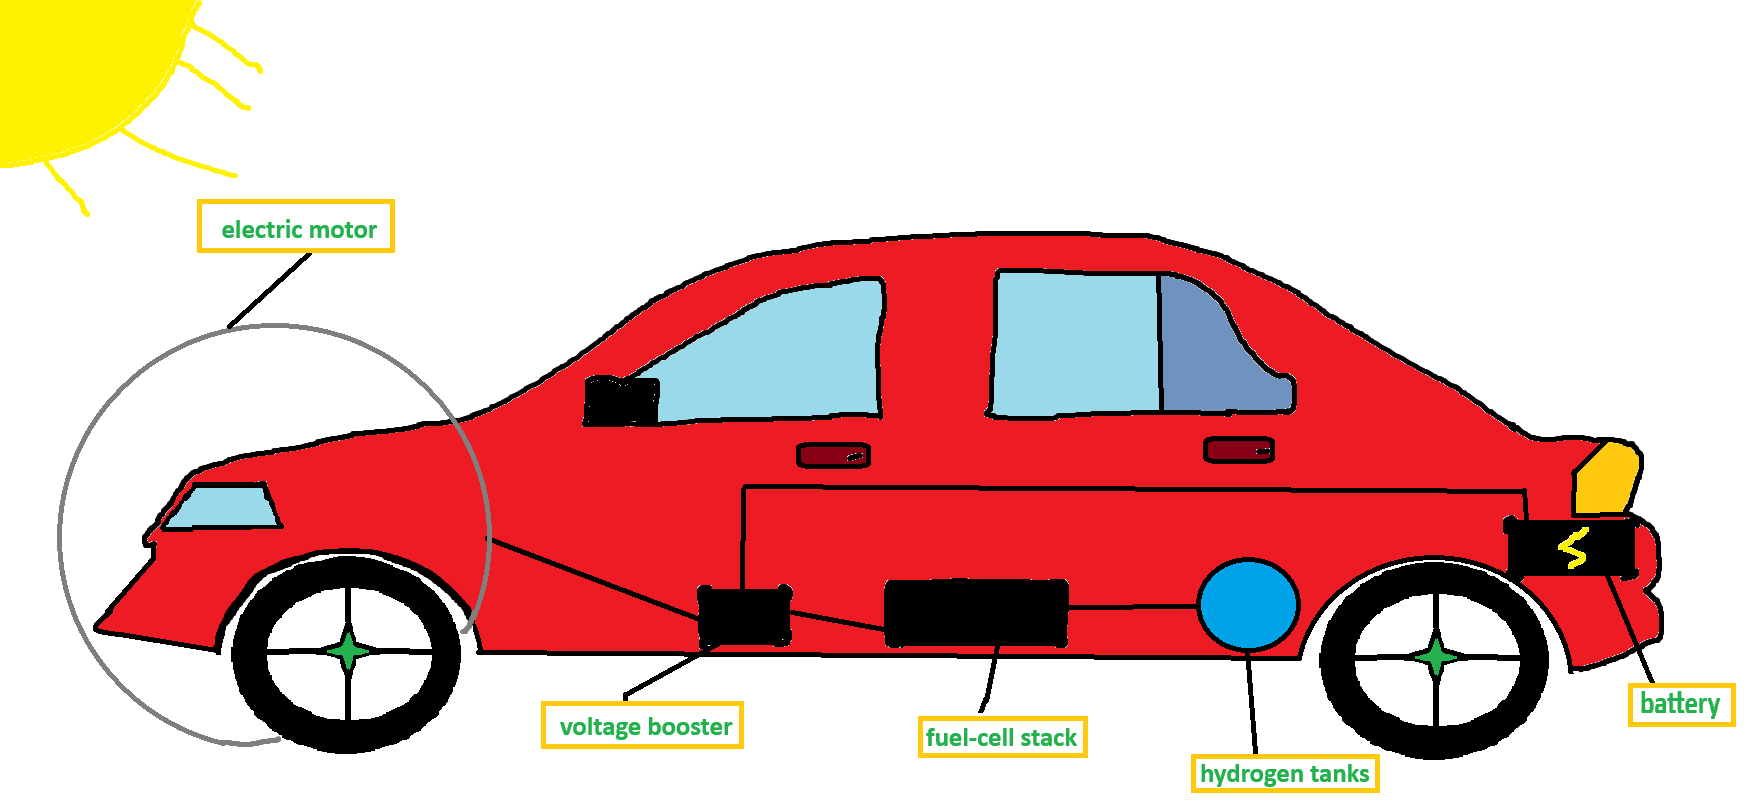 electric motor
voltage booster
fuel-cell stack
hydrogen tanks
battery